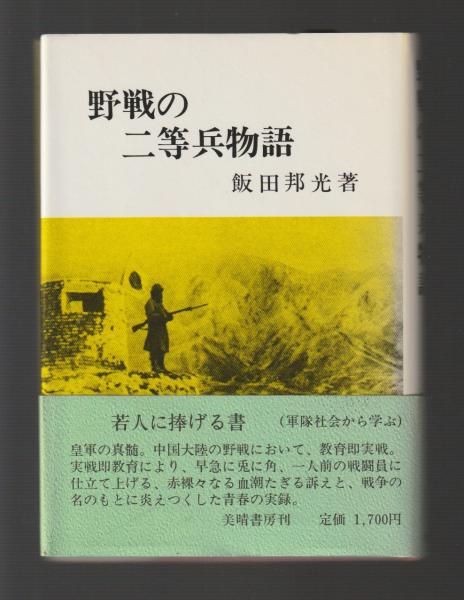 野戦の
二等兵物語
飯田邦光著
若人に捧げる書 (軍隊社会から学ぶ)
皇軍の真髄。中国大陸の野戦において、教育即実戦。
実戦即教育により、早急に兎に角、一人前の戦闘員に
仕立て上げる、赤裸々なる血潮たぎる訴えと、戦争の
名のもとに炎えつくした青春の実録。
美晴書房刊 定価 1,700円